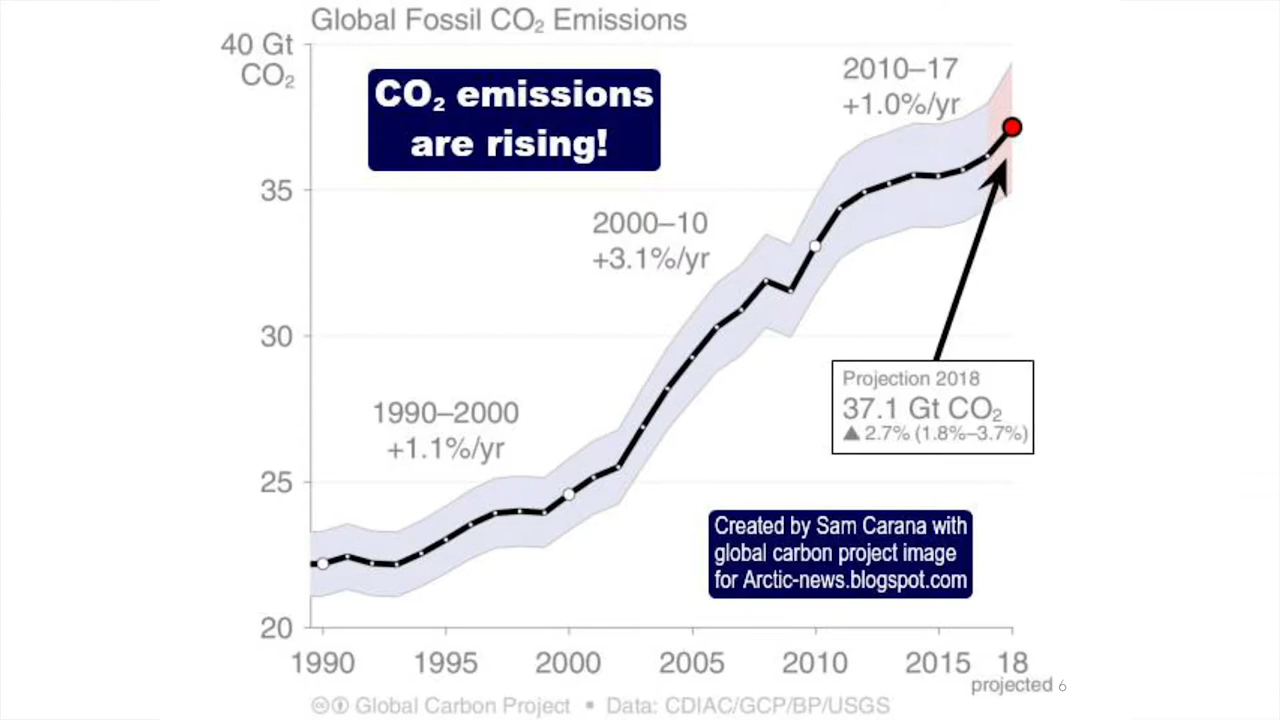 Global Fossil CO₂ Emissions
40 Gt
CO₂
CO₂ emissions
are rising!
2010–17
+1.0%/yr
35
2000–10
+3.1%/yr
30
Projection 2018
37.1 Gt CO₂
▲ 2.7% (1.8%–3.7%)
1990–2000
+1.1%/yr
25
Created by Sam Carana with
global carbon project image
for Arctic-news.blogspot.com
20
1990 1995 2000 2005 2010 2015 18
projected 6
Global Carbon Project • Data: CDIAC/GCP/BP/USGS